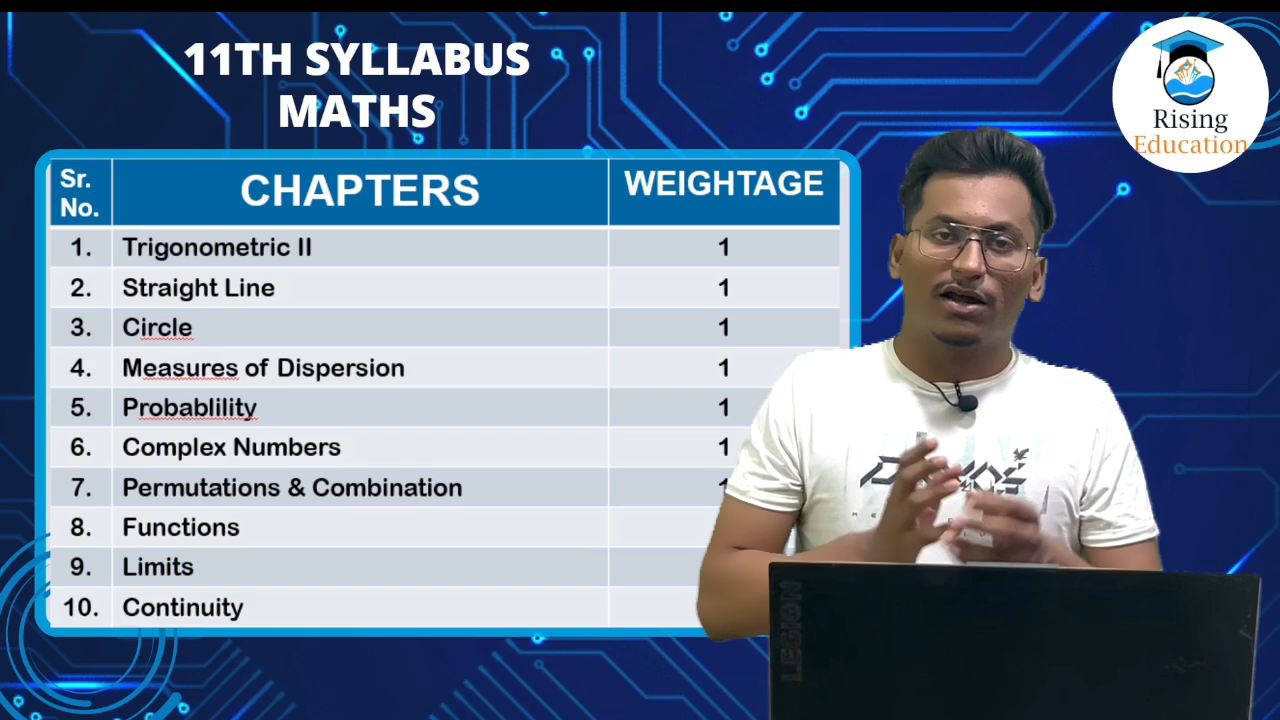 11TH SYLLABUS
MATHS
Rising
Education
Sr. No. CHAPTERS WEIGHTAGE
1. Trigonometric II 1
2. Straight Line 1
3. Circle 1
4. Measures of Dispersion 1
5. Probablility 1
6. Complex Numbers 1
7. Permutations & Combination 1
8. Functions
9. Limits
10. Continuity
LEGION